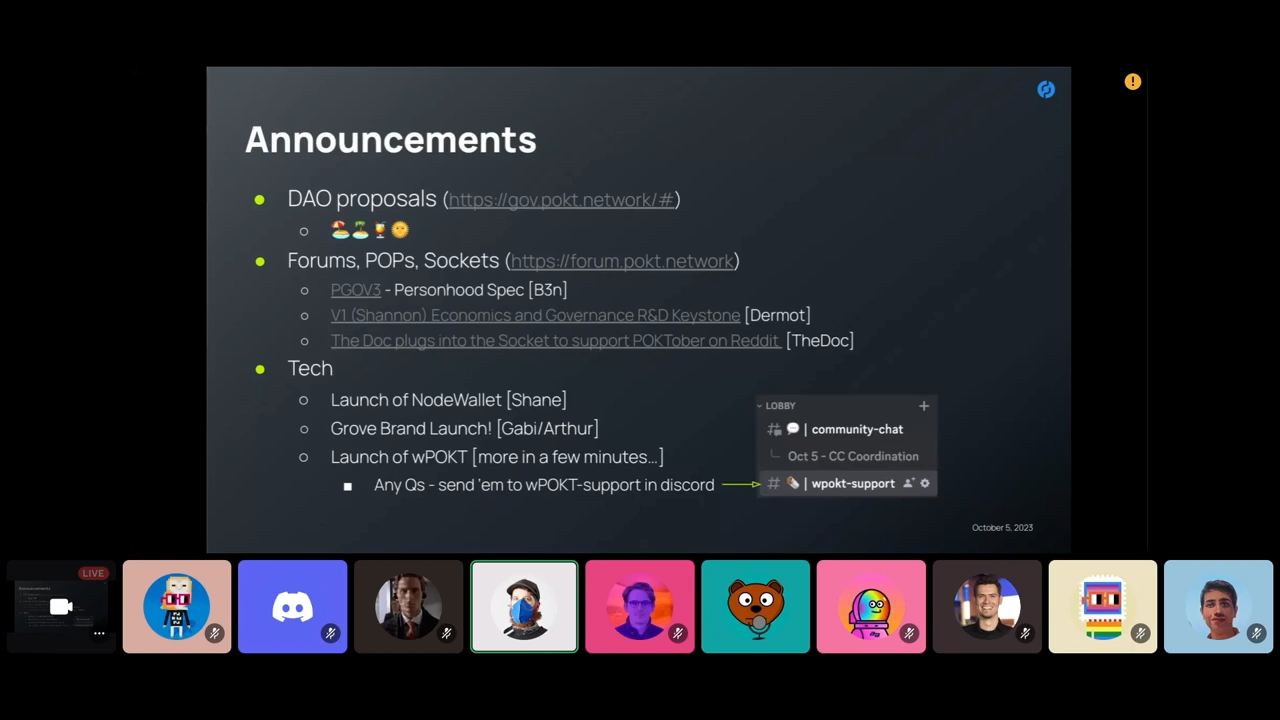 Announcements
DAO proposals (https://gov.pokt.network/#)
Forums, POPs, Sockets (https://forum.pokt.network)
PGOV3 - Personhood Spec [B3n]
V1 (Shannon) Economics and Governance R&D Keystone [Dermot]
The Doc plugs into the Socket to support POKTober on Reddit [TheDoc]
Tech
Launch of NodeWallet [Shane]
Grove Brand Launch! [Gabi/Arthur]
Launch of wPOKT [more in a few minutes...]
Any Qs - send 'em to wPOKT-support in discord
LOBBY
| community-chat
Oct 5 - CC Coordination
| wpokt-support
October 5, 2023
LIVE